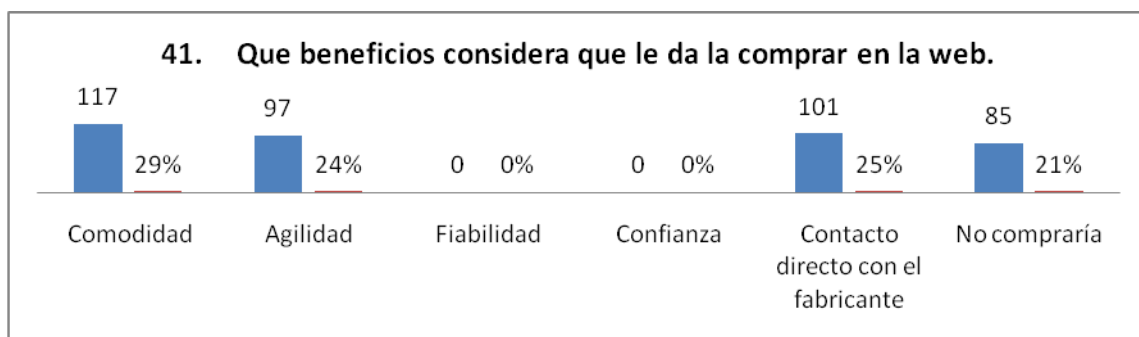 41. Que beneficios considera que le da la comprar en la web.
117 29% 97 24% 0 0% 0 0% 101 25% 85 21%
Comodidad Agilidad Fiabilidad Confianza Contacto No compraría
directo con el
fabricante